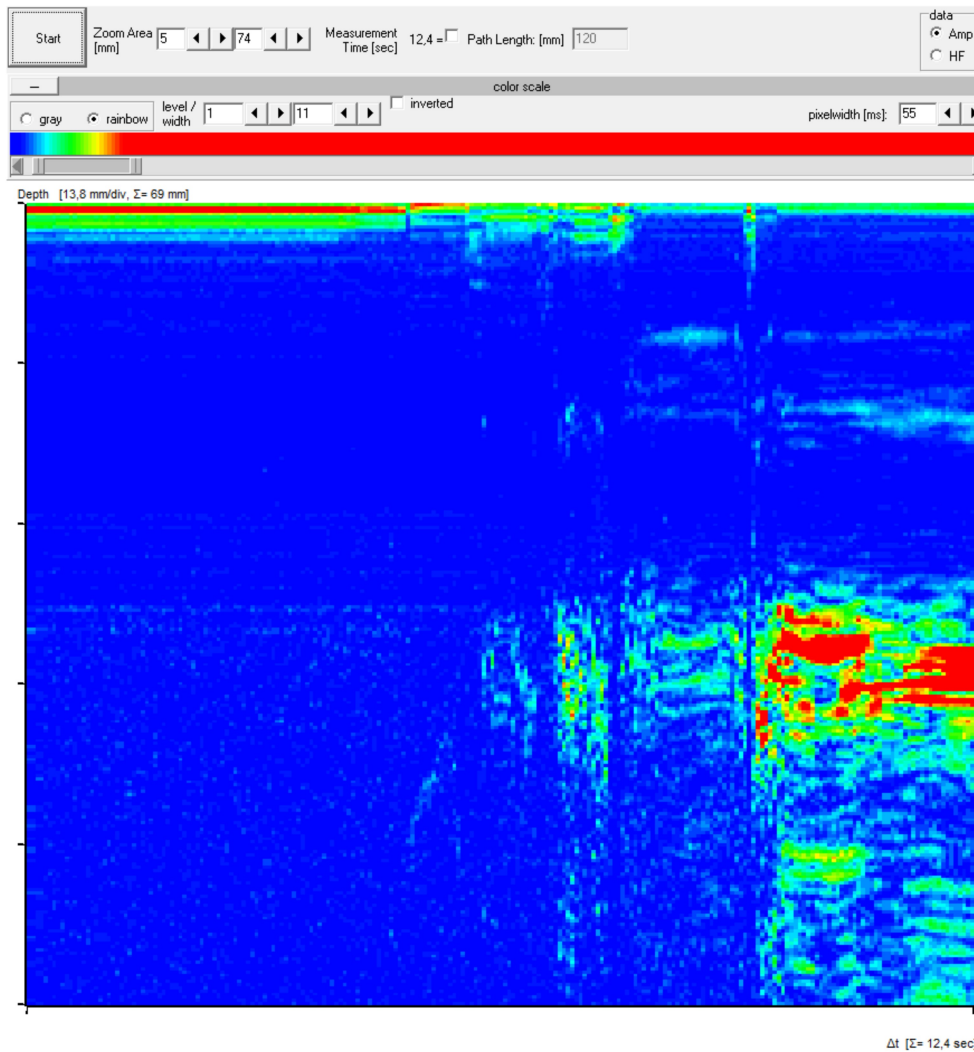 Start
Zoom Area [mm] 5 74
Measurement Time [sec] 12,4 =
Path Length: [mm] 120
data
Amp
HF
color scale
gray rainbow
level / width 1 11
inverted
pixelwidth [ms]: 55
Depth [13,8 mm/div, Σ= 69 mm]
Δt [Σ= 12,4 sec